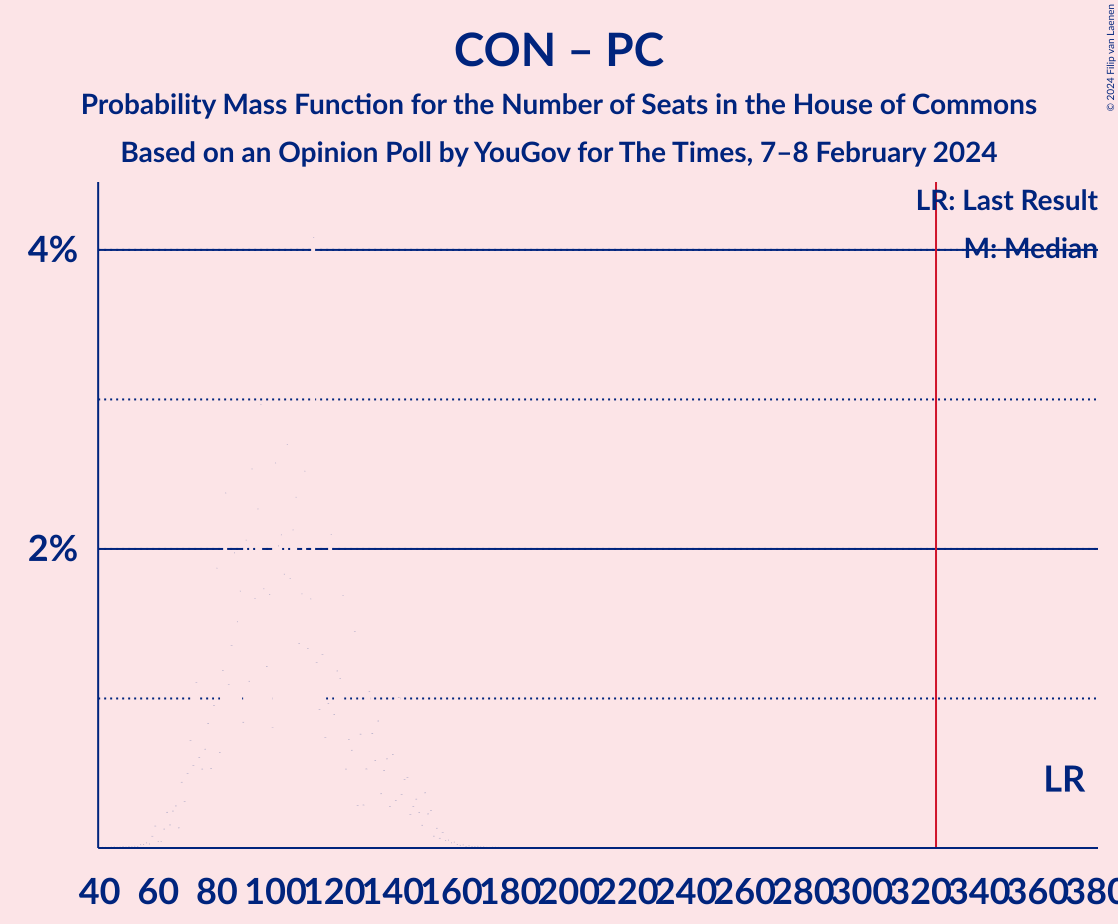 CON – PC
Probability Mass Function for the Number of Seats in the House of Commons
Based on an Opinion Poll by YouGov for The Times, 7–8 February 2024
© 2024 Filip van Laenen
LR: Last Result
M: Median
4%
2%
LR
40 60 80 100 120 140 160 180 200 220 240 260 280 300 320 340 360 380